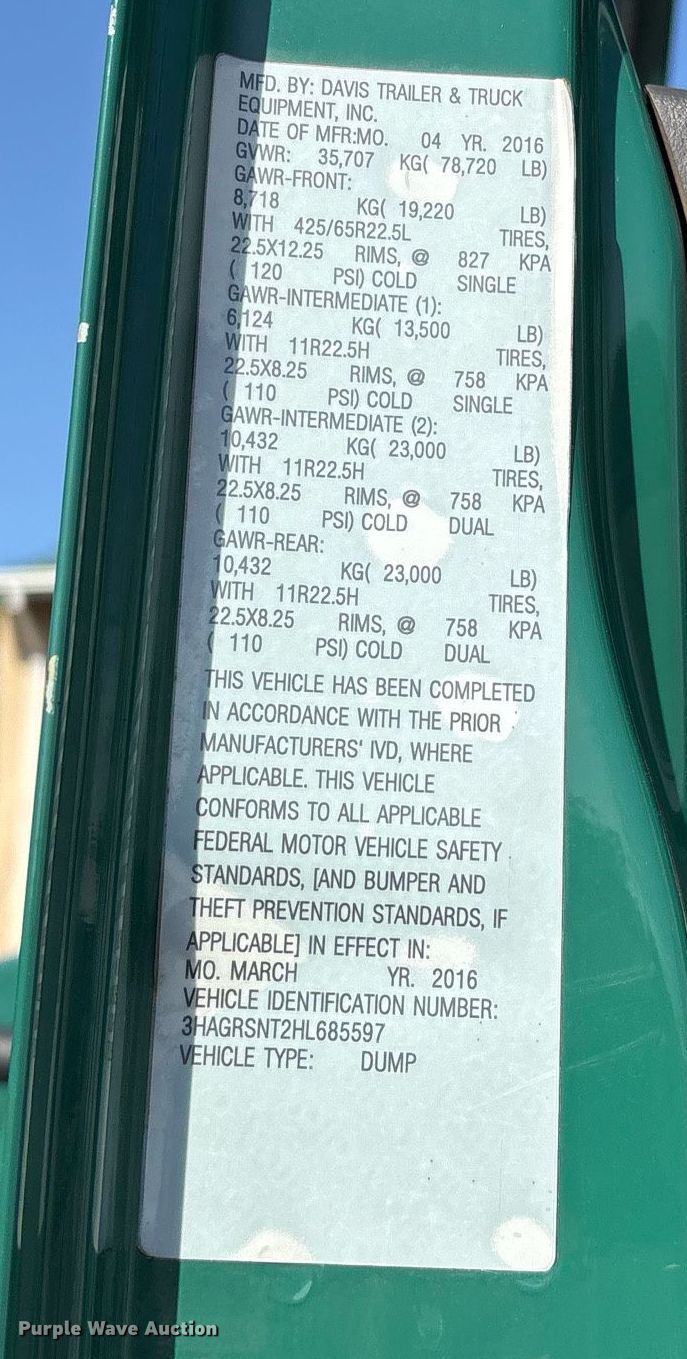 MFD. BY: DAVIS TRAILER & TRUCK
EQUIPMENT, INC.
DATE OF MFR:MO. 04 YR. 2016
GVWR: 35,707 KG( 78,720 LB)
GAWR-FRONT:
8,718 KG( 19,220 LB)
WITH 425/65R22.5L TIRES,
22.5X12.25 RIMS, @ 827 KPA
( 120 PSI) COLD SINGLE
GAWR-INTERMEDIATE (1):
6,124 KG( 13,500 LB)
WITH 11R22.5H TIRES,
22.5X8.25 RIMS, @ 758 KPA
( 110 PSI) COLD SINGLE
GAWR-INTERMEDIATE (2):
10,432 KG( 23,000 LB)
WITH 11R22.5H TIRES,
22.5X8.25 RIMS, @ 758 KPA
( 110 PSI) COLD DUAL
GAWR-REAR:
10,432 KG( 23,000 LB)
WITH 11R22.5H TIRES,
22.5X8.25 RIMS, @ 758 KPA
( 110 PSI) COLD DUAL
THIS VEHICLE HAS BEEN COMPLETED
IN ACCORDANCE WITH THE PRIOR
MANUFACTURERS' IVD, WHERE
APPLICABLE. THIS VEHICLE
CONFORMS TO ALL APPLICABLE
FEDERAL MOTOR VEHICLE SAFETY
STANDARDS, [AND BUMPER AND
THEFT PREVENTION STANDARDS, IF
APPLICABLE] IN EFFECT IN:
MO. MARCH YR. 2016
VEHICLE IDENTIFICATION NUMBER:
3HAGRSNT2HL685597
VEHICLE TYPE: DUMP
Purple Wave Auction